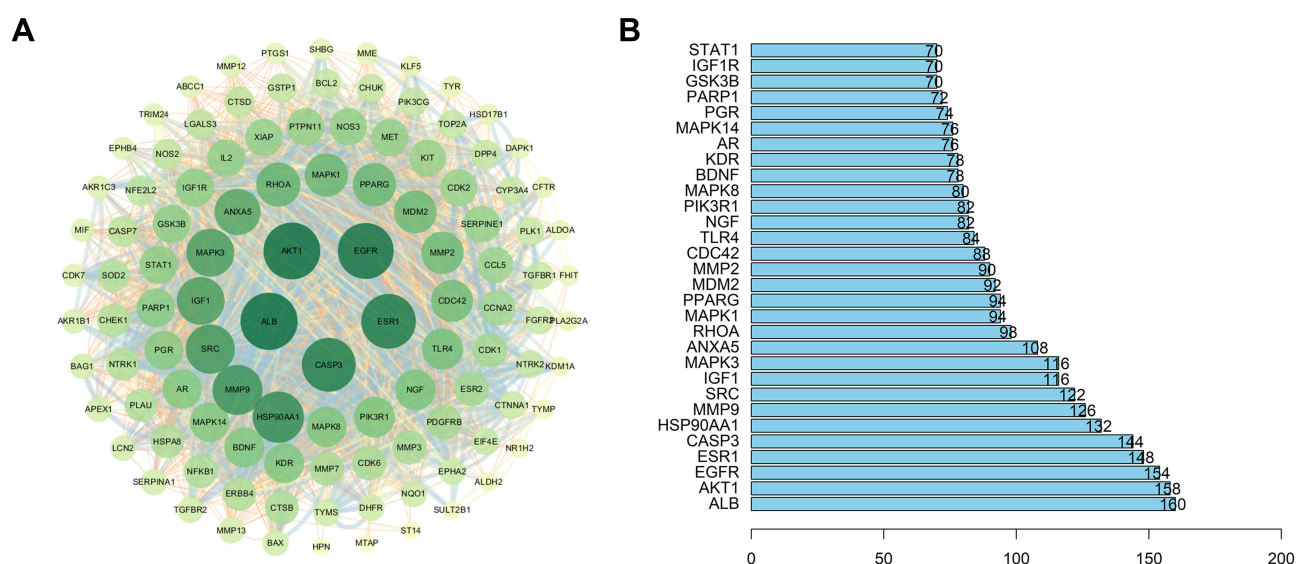 A
B
SHBG
PTGS1
MME
MMP12
KLF5
ABCC1
GSTP1
BCL2
CHUK
TYR
CTSD
PIK3CG
TRIM24
LGALS3
XIAP
PTPN11
NOS3
MET
TOP2A
HSD17B1
EPHB4
NOS2
IL2
KIT
DPP4
DAPK1
AKR1C3
NFE2L2
IGF1R
RHOA
MAPK1
PPARG
CDK2
CYP3A4
CFTR
MIF
CASP7
GSK3B
ANXA5
MDM2
SERPINE1
PLK1
ALDOA
CDK7
SOD2
STAT1
MAPK3
AKT1
EGFR
MMP2
CCL5
TGFBR1
FHIT
AKR1B1
CHEK1
PARP1
IGF1
ALB
ESR1
CDC42
CCNA2
FGFR2
PLA2G2A
BAG1
NTRK1
PGR
SRC
CASP3
TLR4
CDK1
NTRK2
KDM1A
APEX1
PLAU
AR
MMP9
NGF
ESR2
CTNNA1
TYMP
LCN2
HSPA8
MAPK14
HSP90AA1
MAPK8
PIK3R1
PDGFRB
EIF4E
NR1H2
SERPINA1
NFKB1
BDNF
KDR
MMP7
CDK6
MMP3
EPHA2
ALDH2
TGFBR2
ERBB4
CTSB
TYMS
DHFR
NQO1
SULT2B1
MMP13
BAX
HPN
MTAP
ST14
STAT1 70
IGF1R 70
GSK3B 70
PARP1 72
PGR 74
MAPK14 76
AR 76
KDR 78
BDNF 78
MAPK8 80
PIK3R1 82
NGF 82
TLR4 84
CDC42 88
MMP2 90
MDM2 92
PPARG 94
MAPK1 94
RHOA 98
ANXA5 108
MAPK3 116
IGF1 116
SRC 122
MMP9 126
HSP90AA1 132
CASP3 144
ESR1 148
EGFR 154
AKT1 158
ALB 160
0 50 100 150 200